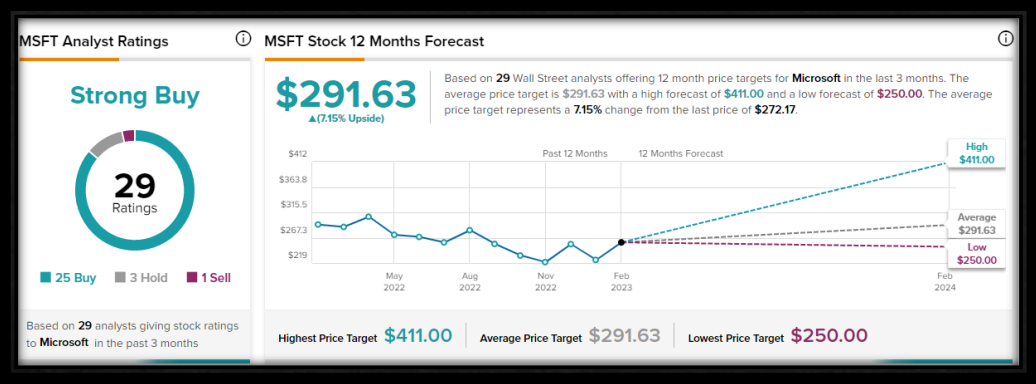 MSFT Analyst Ratings
Strong Buy
29
Ratings
25 Buy 3 Hold 1 Sell
Based on 29 analysts giving stock ratings
to Microsoft in the past 3 months
MSFT Stock 12 Months Forecast
$291.63
▲(7.15% Upside)
Based on 29 Wall Street analysts offering 12 month price targets for Microsoft in the last 3 months. The
average price target is $291.63 with a high forecast of $411.00 and a low forecast of $250.00. The average
price target represents a 7.15% change from the last price of $272.17.
Past 12 Months 12 Months Forecast
$412
$363.8
$315.5
$267.3
$219
High
$411.00
Average
$291.63
Low
$250.00
May Aug Nov Feb Feb
2022 2022 2022 2023 2024
Highest Price Target $411.00 Average Price Target $291.63 Lowest Price Target $250.00